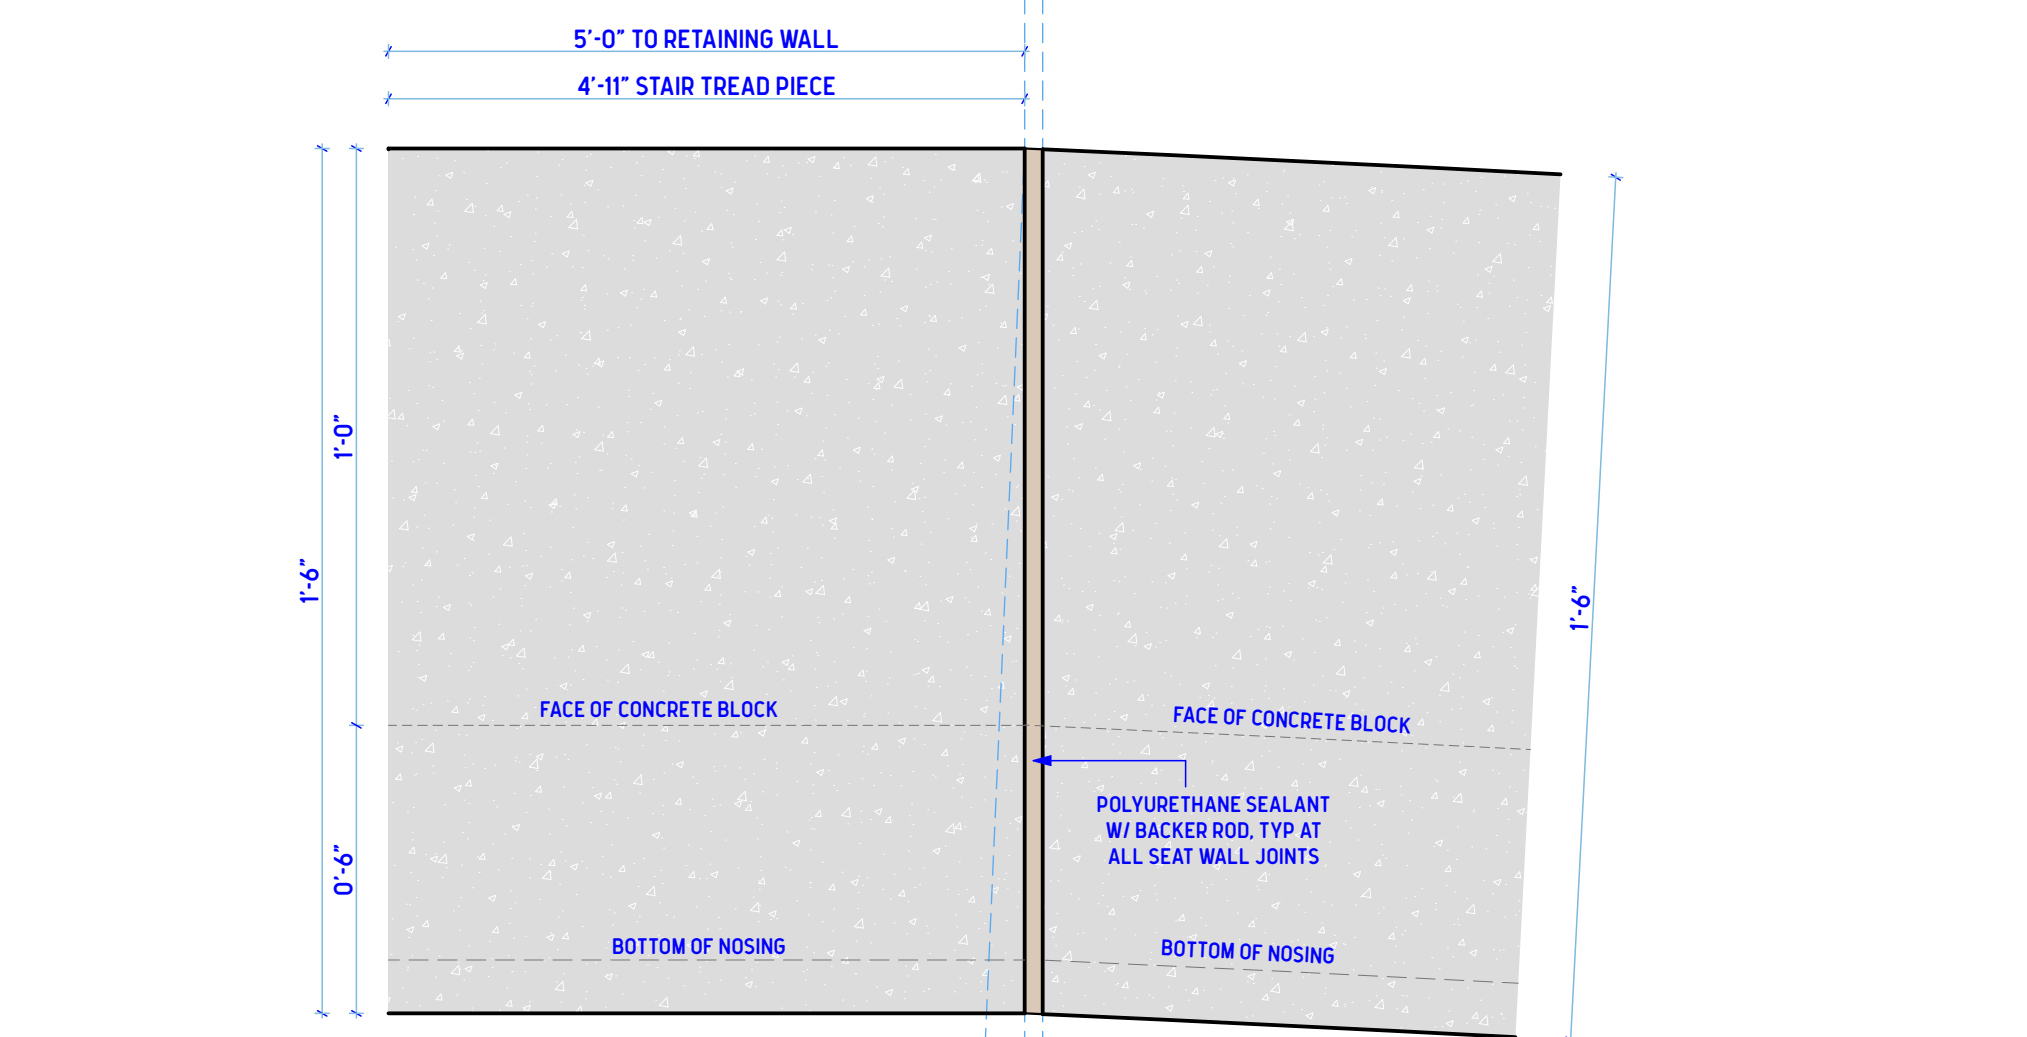 5'-0" TO RETAINING WALL
4'-11" STAIR TREAD PIECE
1'-0"
1'-6"
1'-6"
FACE OF CONCRETE BLOCK
FACE OF CONCRETE BLOCK
POLYURETHANE SEALANT
W/ BACKER ROD, TYP AT
ALL SEAT WALL JOINTS
0'-6"
BOTTOM OF NOSING
BOTTOM OF NOSING